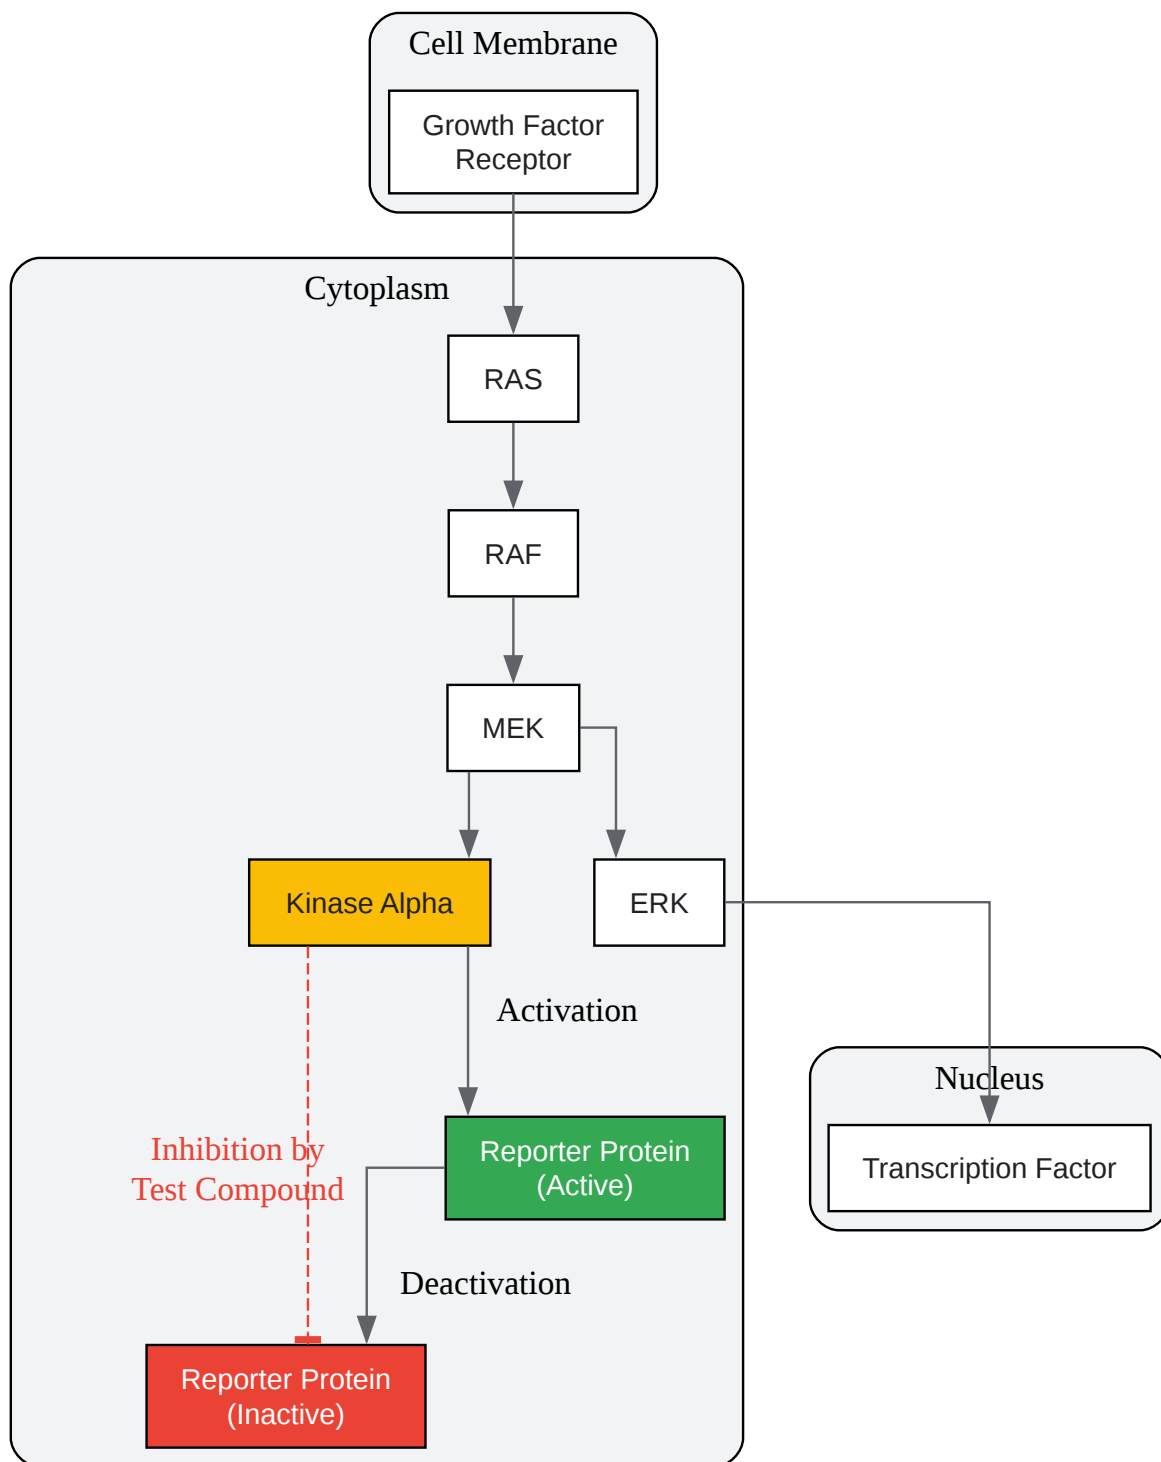 Cell Membrane
Growth Factor
Receptor
Cytoplasm
RAS
RAF
MEK
Kinase Alpha
ERK
Activation
Nucleus
Inhibition by
Test Compound
Reporter Protein
(Active)
Transcription Factor
Deactivation
Reporter Protein
(Inactive)